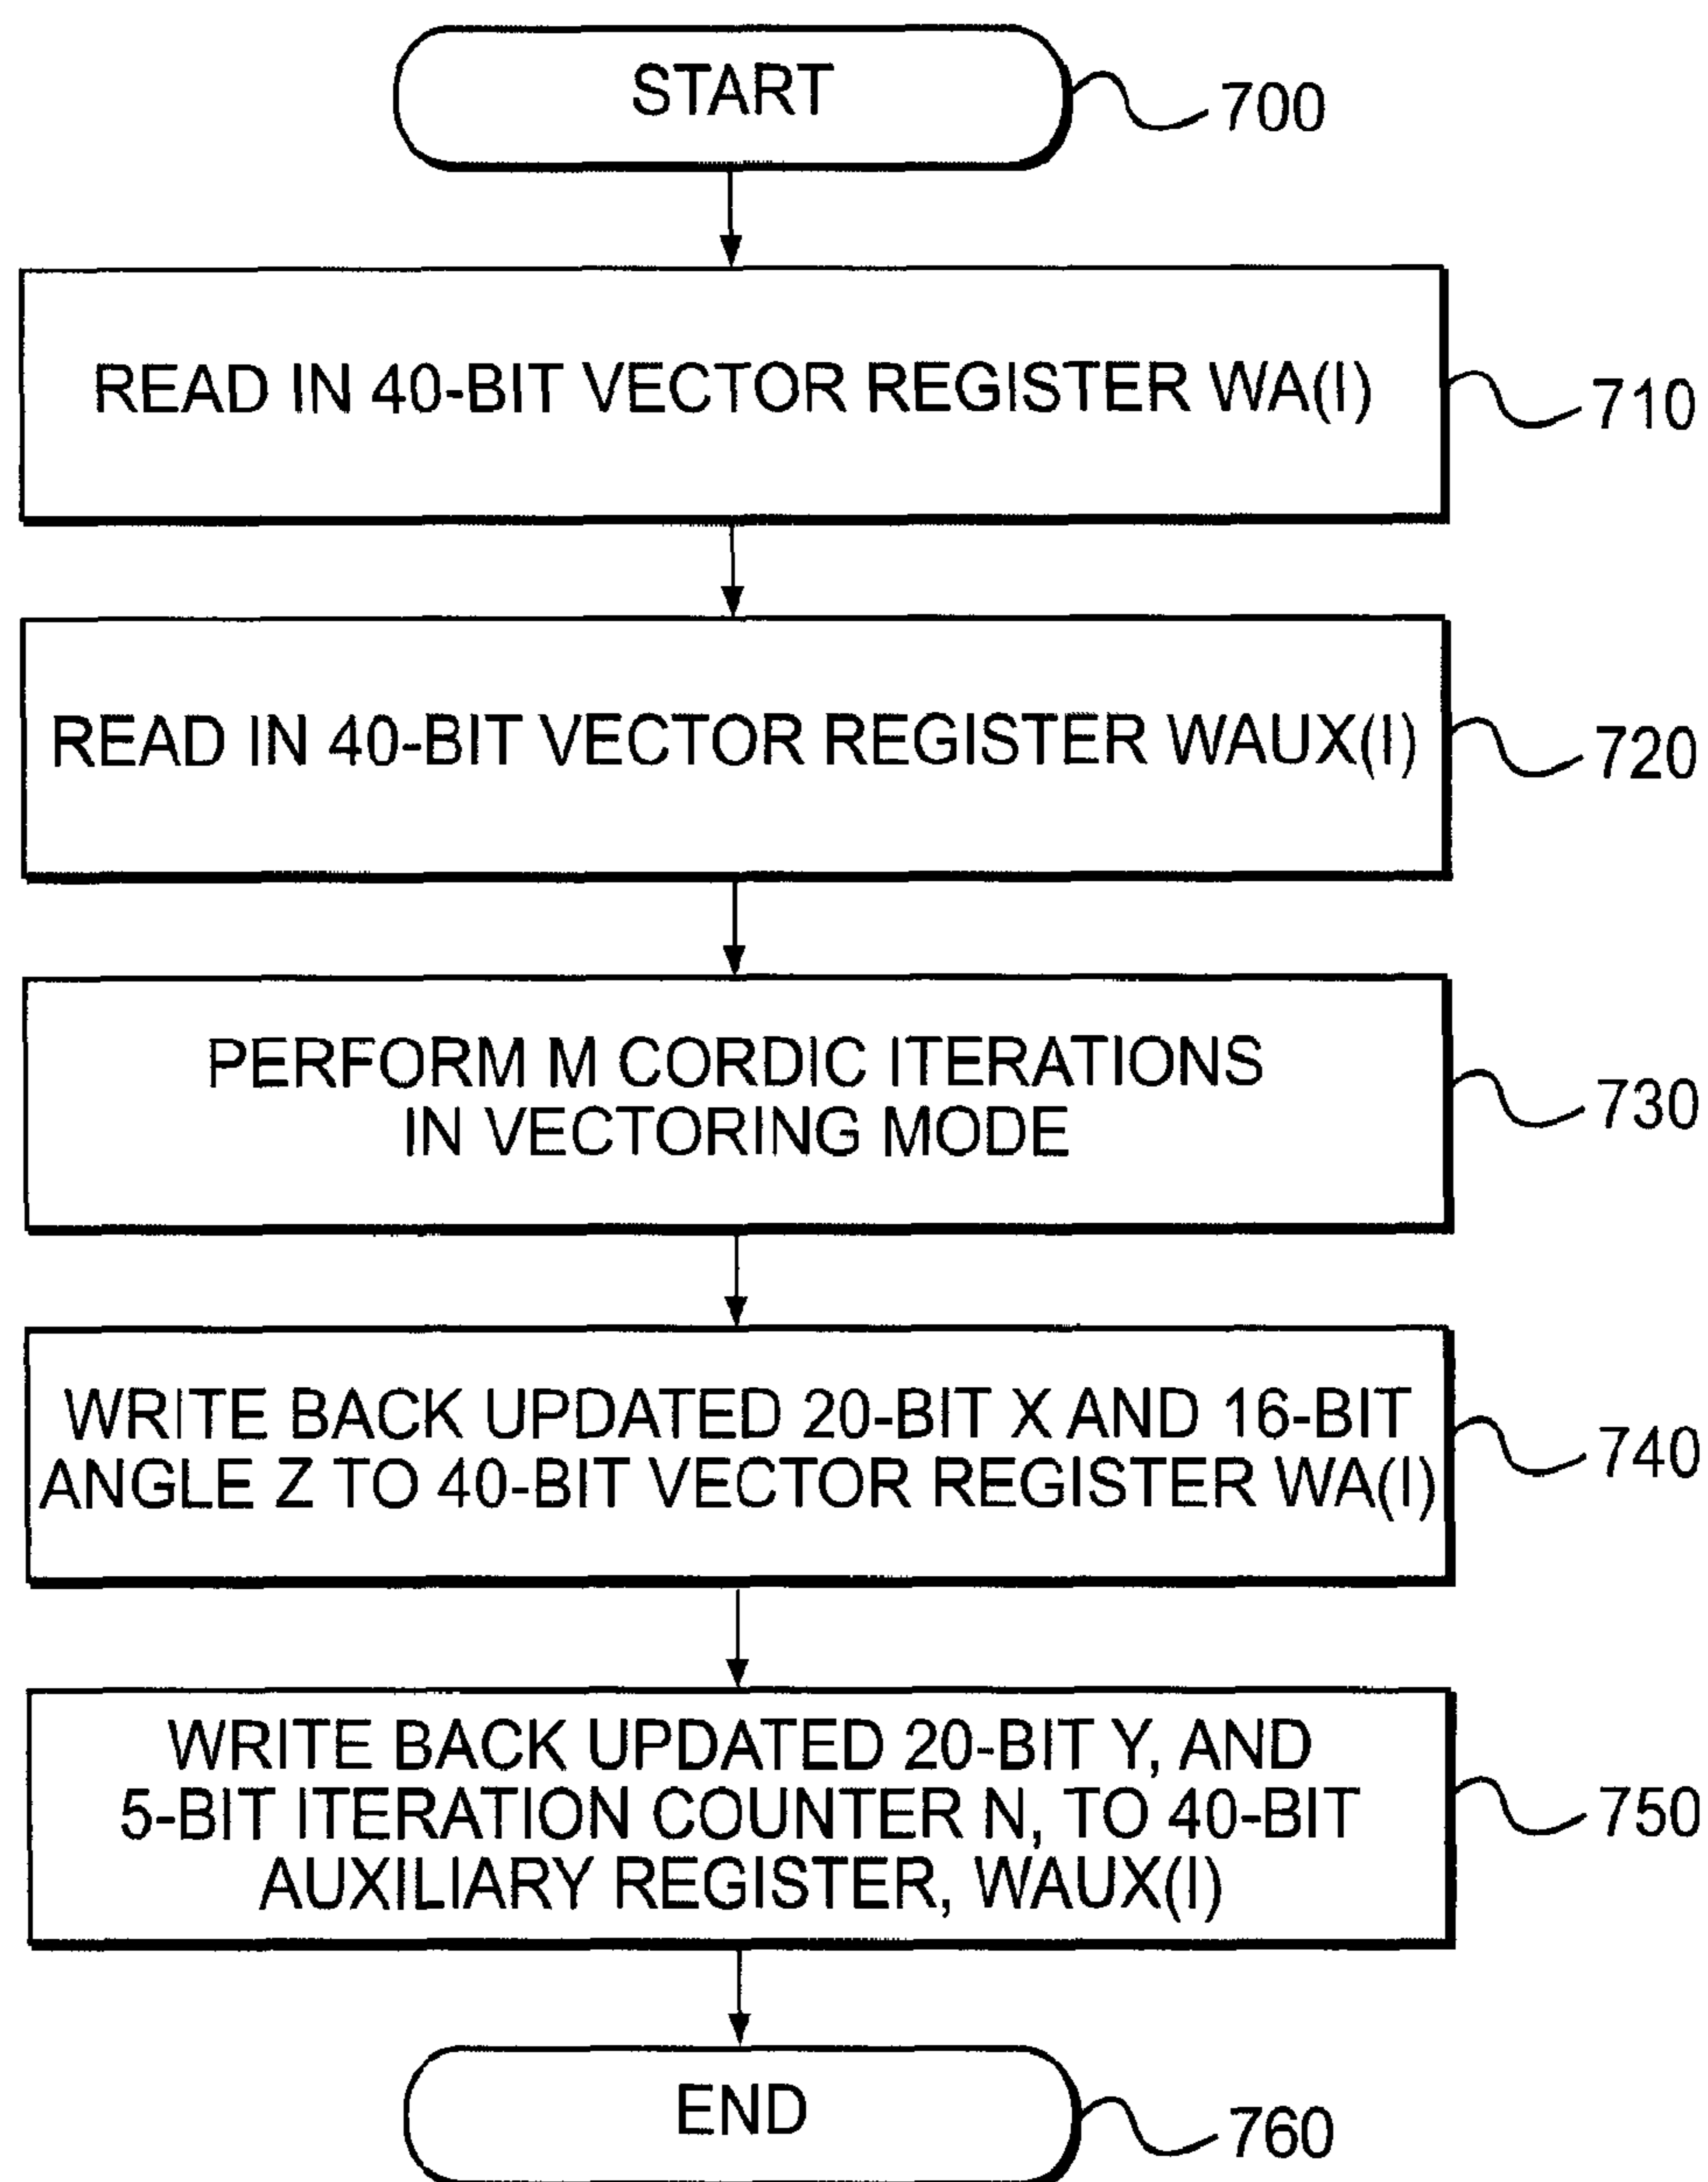 START
700
READ IN 40-BIT VECTOR REGISTER WA(I)
710
READ IN 40-BIT VECTOR REGISTER WAUX(I)
720
PERFORM M CORDIC ITERATIONS
IN VECTORING MODE
730
WRITE BACK UPDATED 20-BIT X AND 16-BIT
ANGLE Z TO 40-BIT VECTOR REGISTER WA(I)
740
WRITE BACK UPDATED 20-BIT Y, AND
5-BIT ITERATION COUNTER N, TO 40-BIT
AUXILIARY REGISTER, WAUX(I)
750
END
760